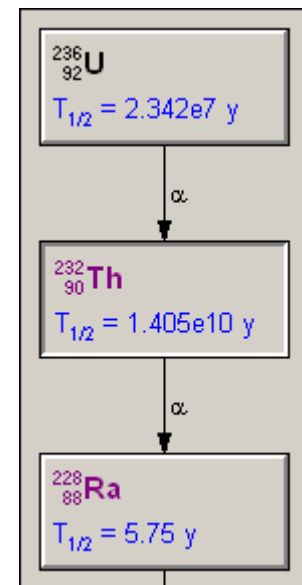 236
92U
T1/2 = 2.342e7 y
α
232
90Th
T1/2 = 1.405e10 y
α
228
88Ra
T1/2 = 5.75 y